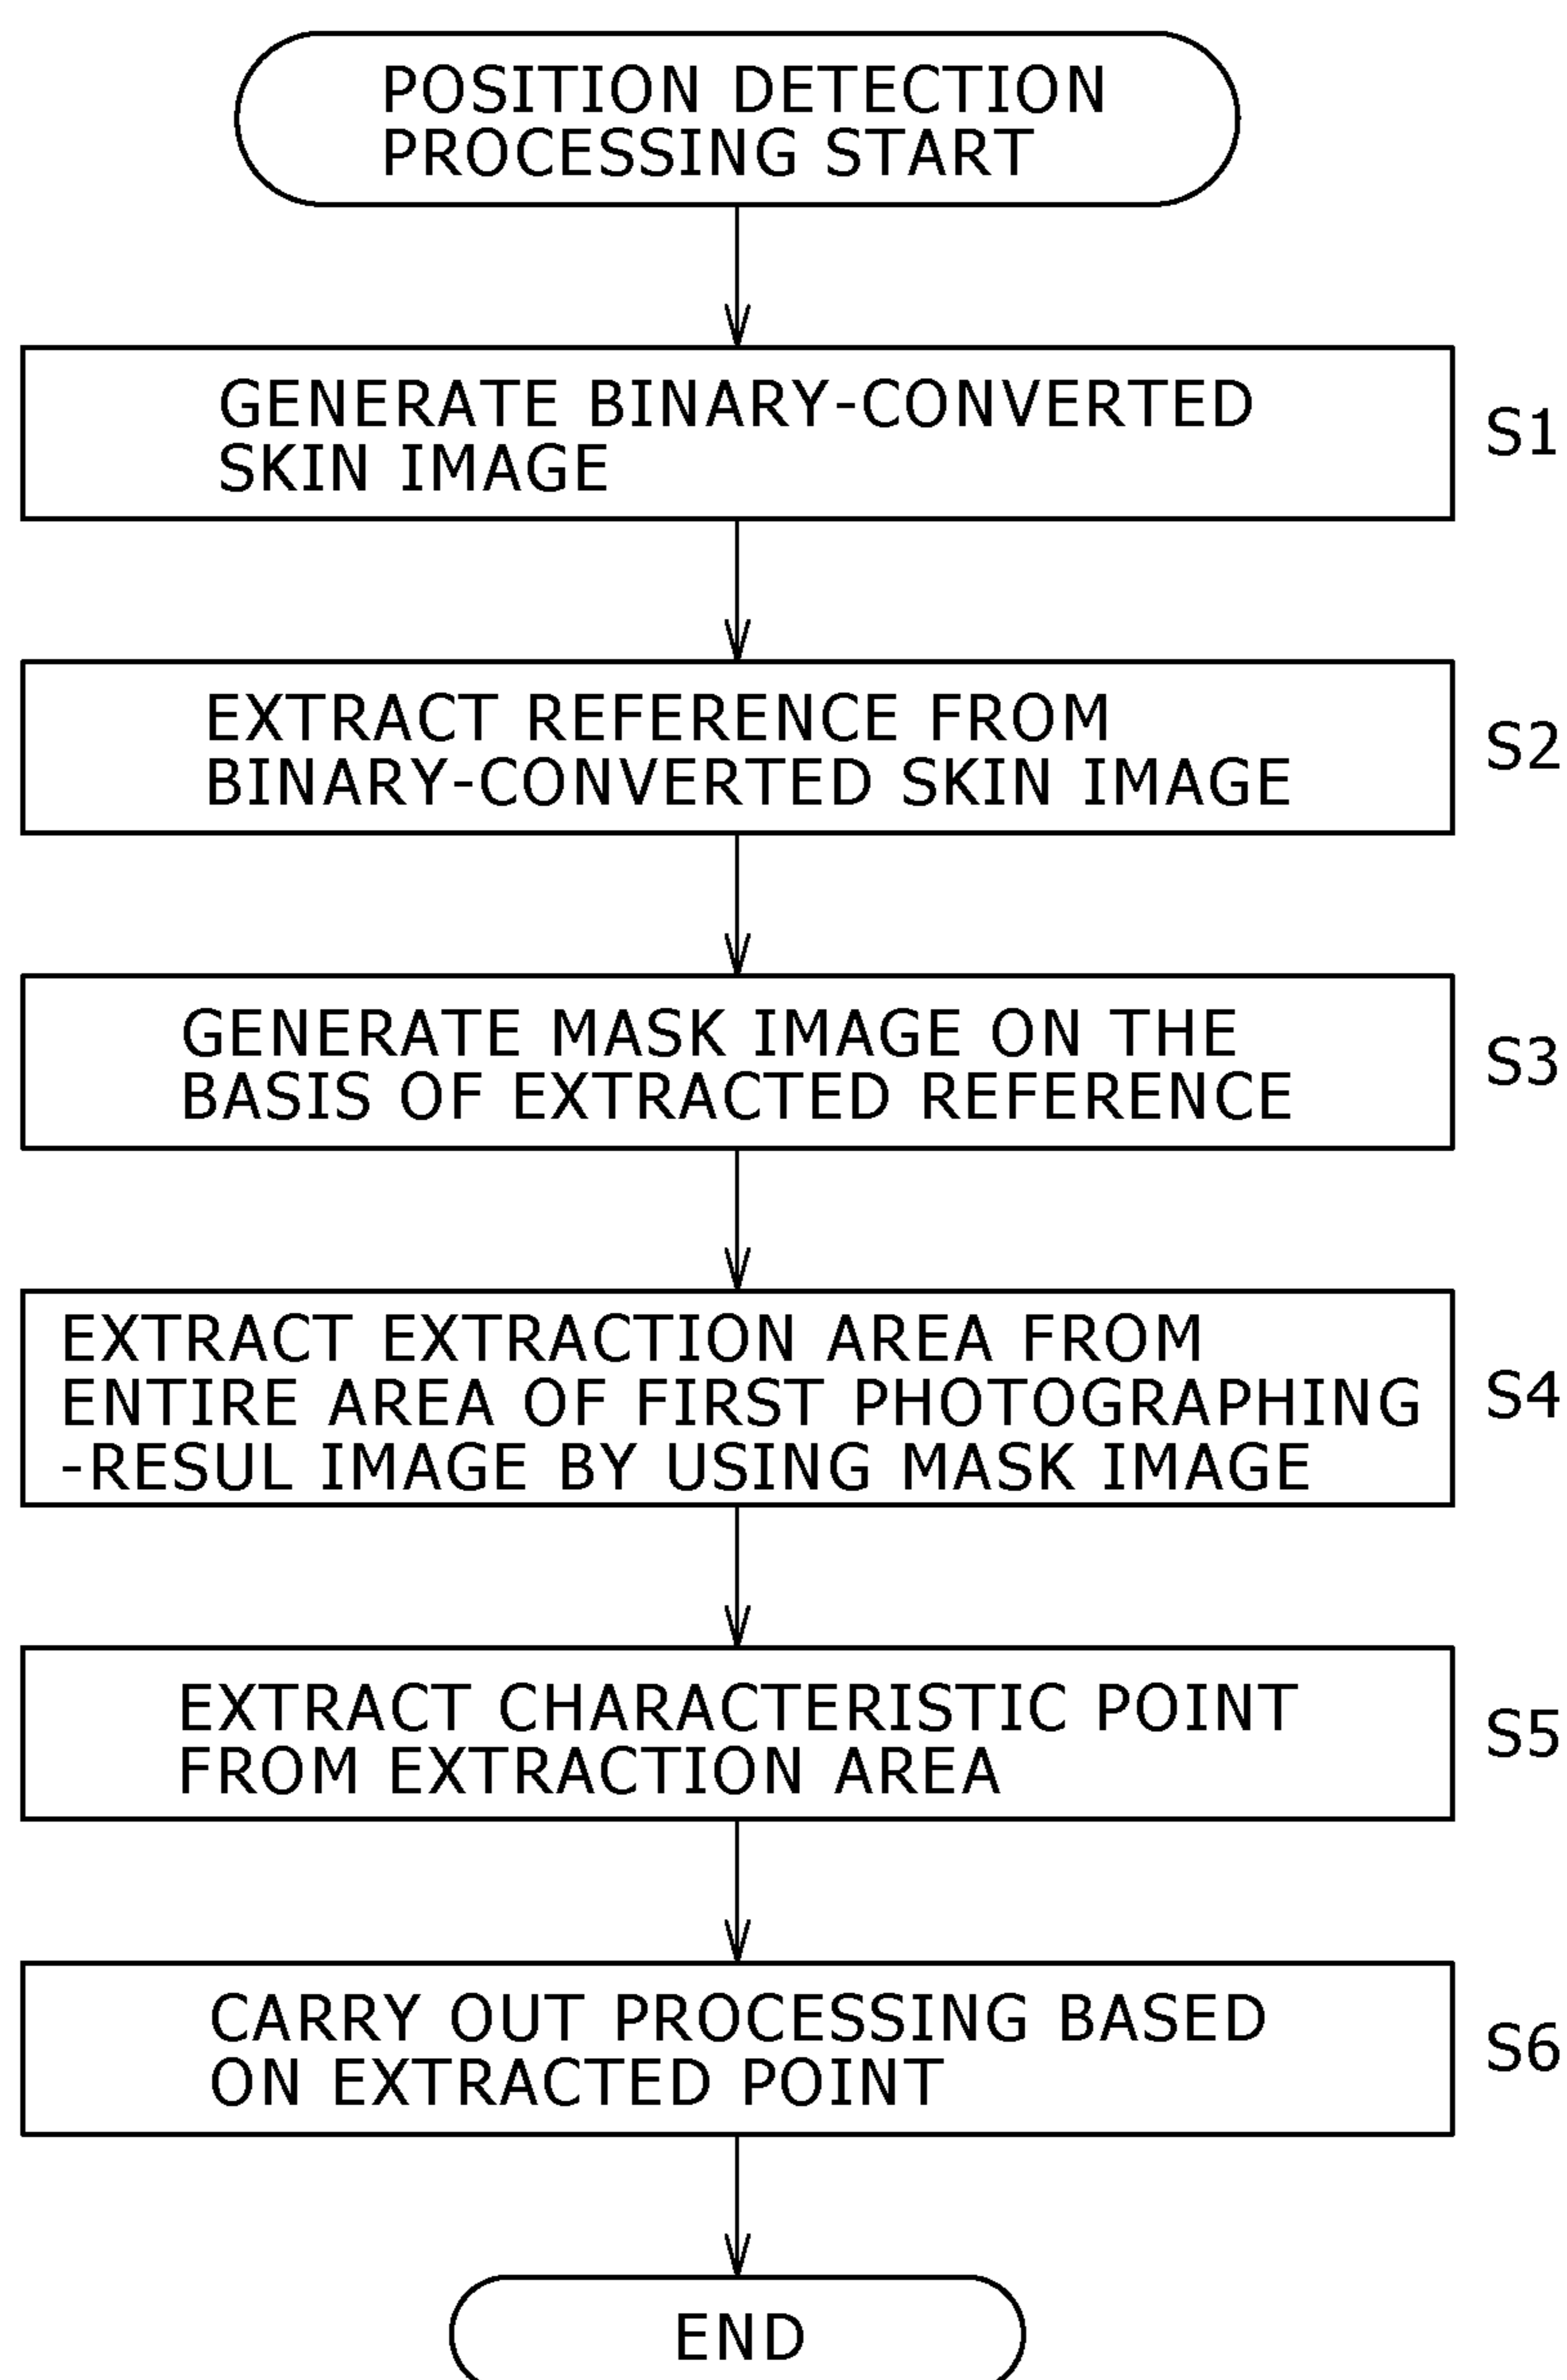 POSITION DETECTION
PROCESSING START
GENERATE BINARY-CONVERTED
SKIN IMAGE
S1
EXTRACT REFERENCE FROM
BINARY-CONVERTED SKIN IMAGE
S2
GENERATE MASK IMAGE ON THE
BASIS OF EXTRACTED REFERENCE
S3
EXTRACT EXTRACTION AREA FROM
ENTIRE AREA OF FIRST PHOTOGRAPHING
-RESUL IMAGE BY USING MASK IMAGE
S4
EXTRACT CHARACTERISTIC POINT
FROM EXTRACTION AREA
S5
CARRY OUT PROCESSING BASED
ON EXTRACTED POINT
S6
END